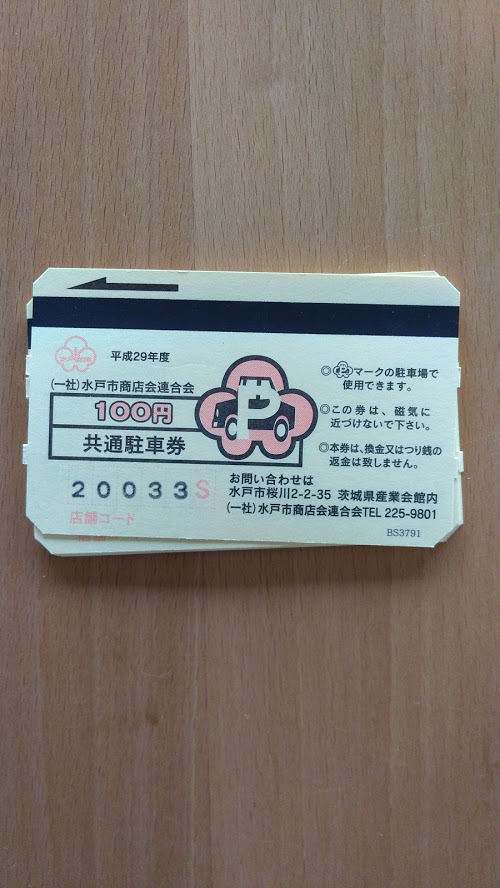 水戸市商店
平成29年度
(一社)水戸市商店会連合会
100円
共通駐車券
20033S
店舗コード
P
◎Ⓟマークの駐車場で
使用できます。
◎この券は、磁気に
近づけないで下さい。
◎本券は、換金又はつり銭の
返金は致しません。
お問い合わせは
水戸市桜川2-2-35 茨城県産業会館内
(一社)水戸市商店会連合会TEL 225-9801
BS3791